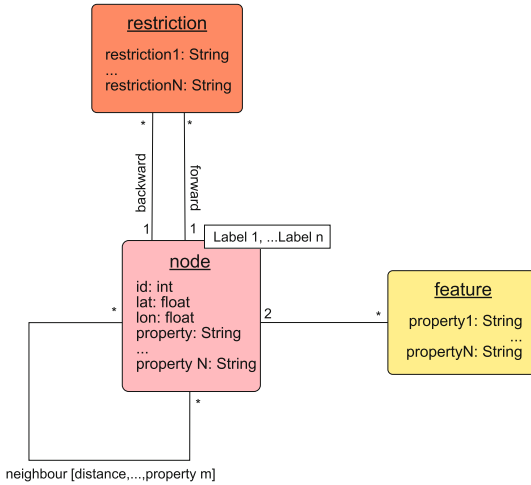 restriction
restriction1: String
...
restrictionN: String
*
*
backward
forward
1
1
Label 1, ...Label n
node
id: int
lat: float
lon: float
property: String
...
property N: String
*
*
2
*
feature
property1: String
...
propertyN: String
neighbour [distance,...,property m]